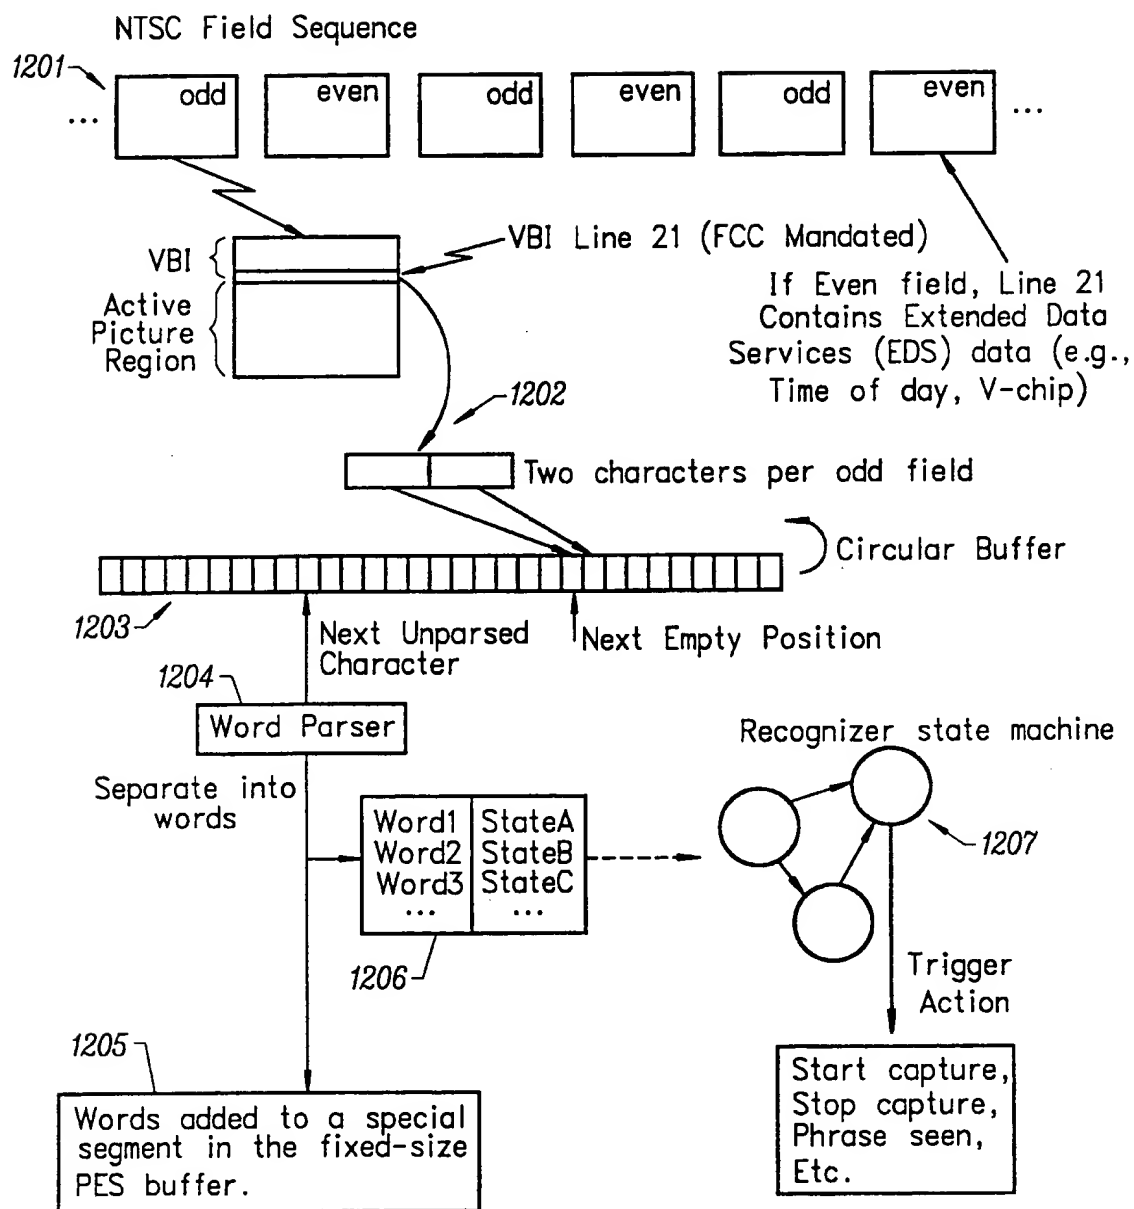 NTSC Field Sequence
1201
... odd even odd even odd even ...
VBI Line 21 (FCC Mandated)
VBI
If Even field, Line 21
Contains Extended Data
Services (EDS) data (e.g.,
Time of day, V-chip)
Active
Picture
Region
1202
Two characters per odd field
Circular Buffer
1203
Next Unparsed
Character
Next Empty Position
1204
Word Parser
Recognizer state machine
Separate into
words
Word1 StateA
Word2 StateB
Word3 StateC
... ...
1207
1206
Trigger
Action
1205
Words added to a special
segment in the fixed-size
PES buffer.
Start capture,
Stop capture,
Phrase seen,
Etc.